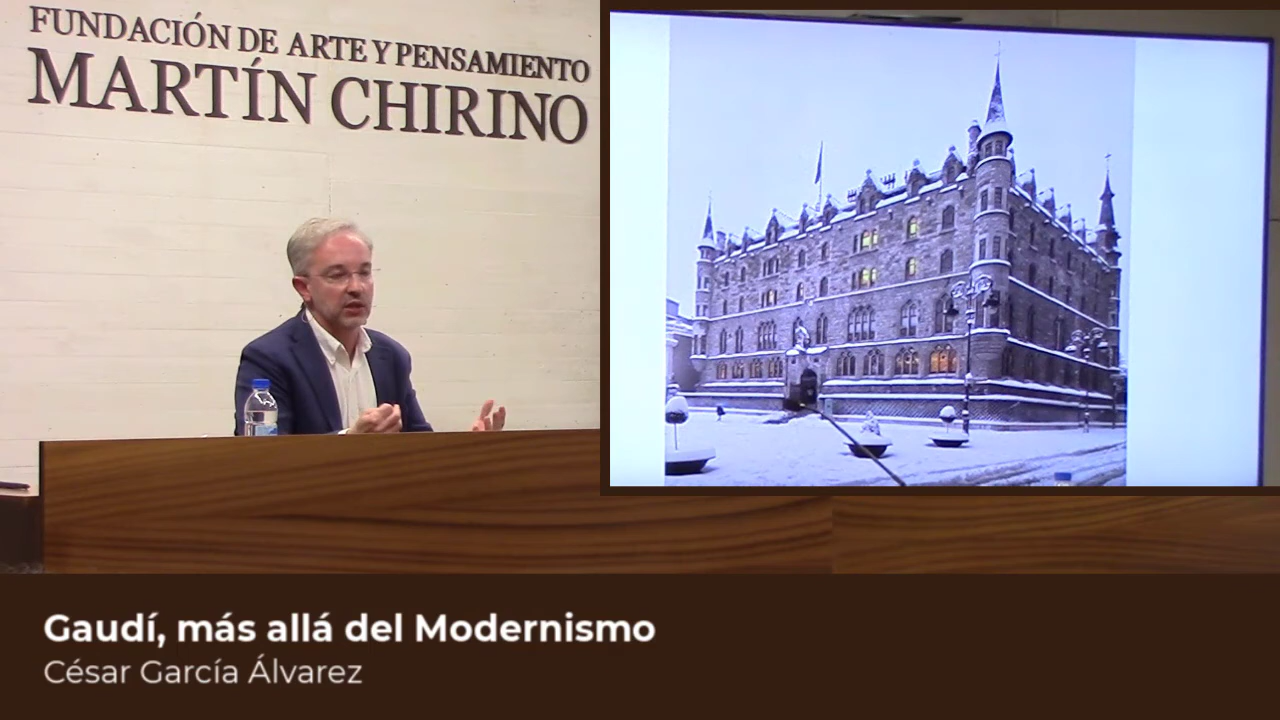 FUNDACIÓN DE ARTE Y PENSAMIENTO
MARTÍN CHIRINO
Gaudí, más allá del Modernismo
César García Álvarez